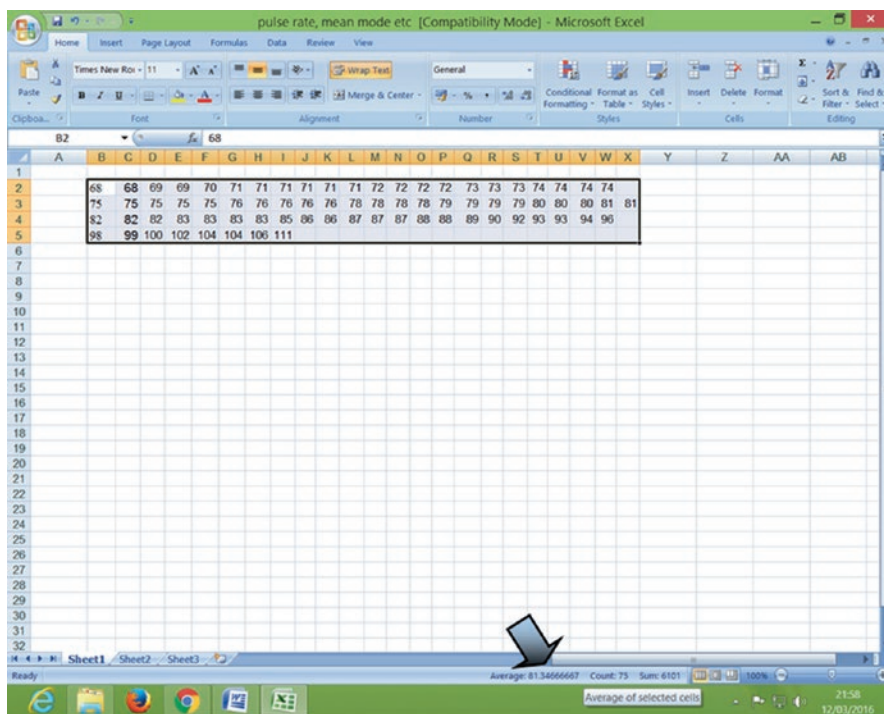 pulse rate, mean mode etc [Compatibility Mode] - Microsoft Excel
Home Insert Page Layout Formulas Data Review View
Times New Roi 11 A A Wrap Text General
Paste B I U A Merge & Center % , Conditional Formatting Format as Table Cell Styles Insert Delete Format Σ Sort & Filter Find & Select
Clipboa... Font Alignment Number Styles Cells Editing
B2 fx 68
A B C D E F G H I J K L M N O P Q R S T U V W X Y Z AA AB
1
2 68 68 69 69 70 71 71 71 71 71 71 72 72 72 72 73 73 73 74 74 74 74
3 75 75 75 75 75 76 76 76 76 76 78 78 78 78 79 79 79 79 80 80 80 81 81
4 82 82 82 83 83 83 83 85 86 86 87 87 87 88 88 89 90 92 93 93 94 96
5 98 99 100 102 104 104 106 111
6
7
8
9
10
11
12
13
14
15
16
17
18
19
20
21
22
23
24
25
26
27
28
29
30
31
32
Sheet1 Sheet2 Sheet3
Ready Average: 81.34666667 Count: 75 Sum: 6101 100%
Average of selected cells
21:58
12/03/2016